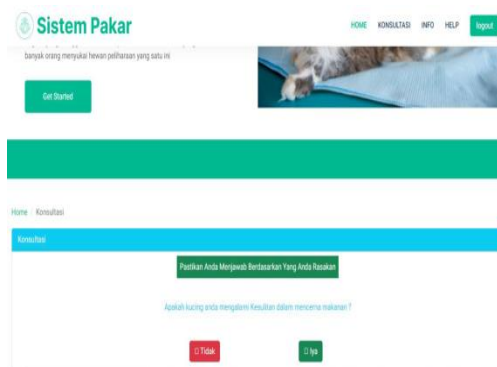 Sistem Pakar
HOME KONSULTASI INFO HELP logout
banyak orang menyukai hewan peliharaan yang satu ini
Get Started
Home / Konsultasi
Konsultasi
Pastikan Anda Menjawab Berdasarkan Yang Anda Rasakan
Apakah kucing anda mengalami Kesulitan dalam mencerna makanan ?
Tidak
Iya